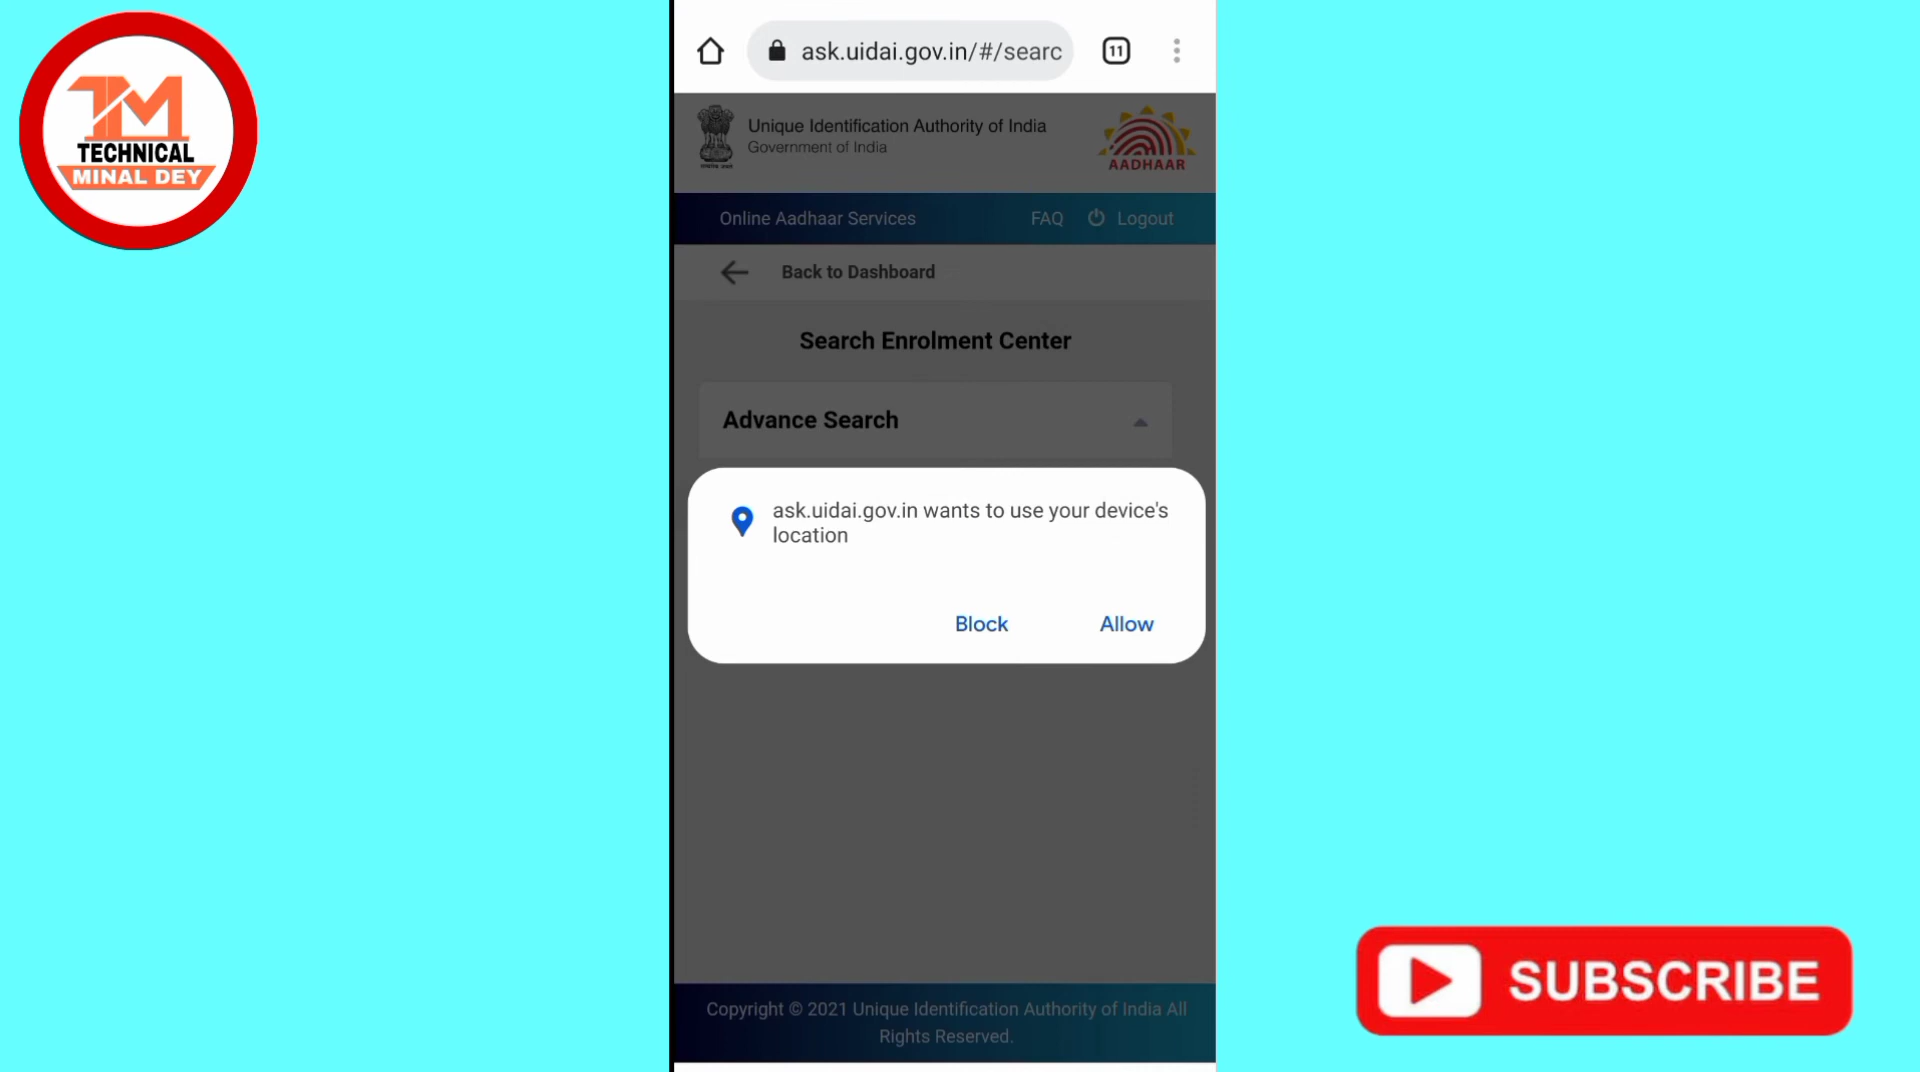 TM
TECHNICAL
MINAL DEY
ask.uidai.gov.in/#/searc
11
Unique Identification Authority of India
Government of India
AADHAAR
Online Aadhaar Services FAQ Logout
Back to Dashboard
Search Enrolment Center
Advance Search
ask.uidai.gov.in wants to use your device's
location
Block Allow
Copyright © 2021 Unique Identification Authority of India All
Rights Reserved.
SUBSCRIBE